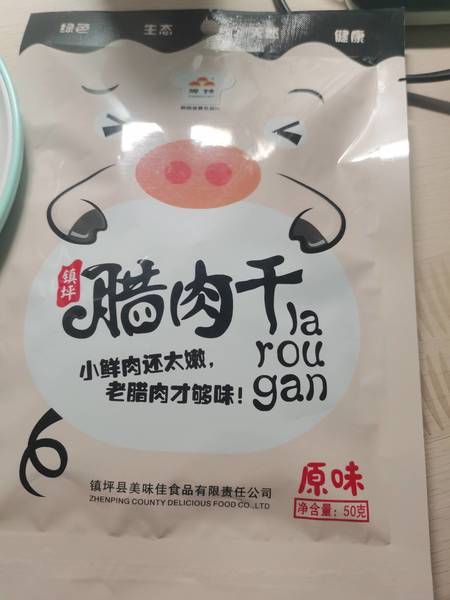 绿色 生态 天然 健康
镇坪
腊肉干
la
rou
gan
小鲜肉还太嫩，
老腊肉才够味！
镇坪县美味佳食品有限责任公司
ZHENPING COUNTY DELICIOUS FOOD CO.,LTD
原味
净含量：50克